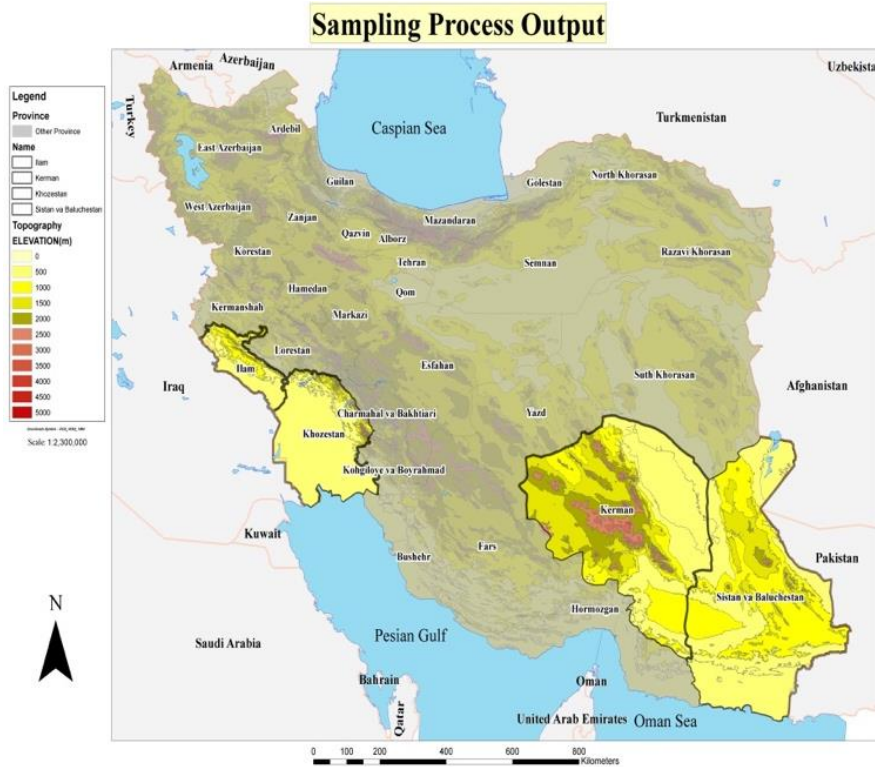 Sampling Process Output
Armenia
Azerbaijan
Uzbekista
Turkey
Legend
Province
Other Province
Name
Ilam
Kerman
Khozestan
Sistan va Baluchestan
Topography
ELEVATION(m)
0
500
1000
1500
2000
2500
3000
3500
4000
4500
5000
Scale 1:2,300,000
Caspian Sea
Turkmenistan
Ardebil
East Azerbaijan
Guilan
Golestan
North Khorasan
West Azerbaijan
Zanjan
Mazandaran
Qazvin
Alborz
Korestan
Tehran
Semnan
Razavi Khorasan
Hamedan
Qom
Kermanshah
Markazi
Lorestan
Ilam
Esfahan
Suth Khorasan
Iraq
Afghanistan
Charmahal va Bakhtiari
Yazd
Khozestan
Kohgiloye va Boyrahmad
Kerman
Kuwait
Fars
Bushehr
Pakistan
Sistan va Baluchestan
Hormozgan
N
Pesian Gulf
Saudi Arabia
Bahrain
Oman
Qatar
United Arab Emirates
Oman Sea
0 100 200 400 600 800
Kilometers